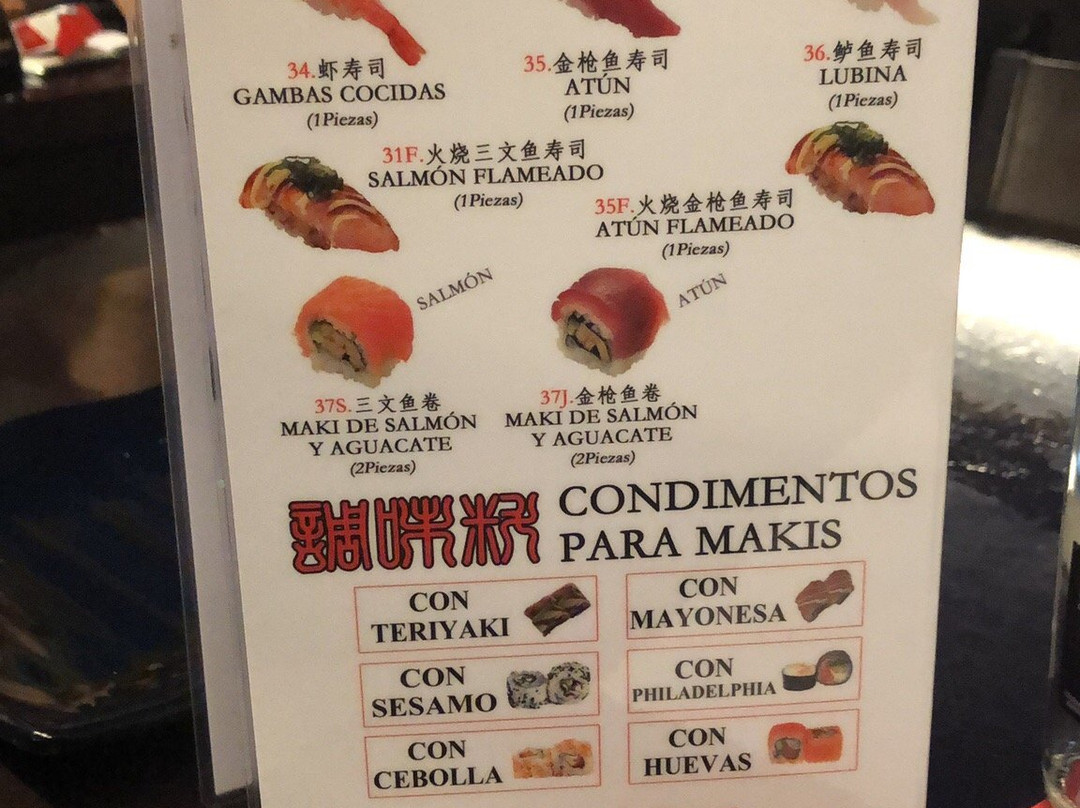 34.虾寿司
GAMBAS COCIDAS
(1Piezas)
35.金枪鱼寿司
ATÚN
(1Piezas)
36.鲈鱼寿司
LUBINA
(1Piezas)
31F.火烧三文鱼寿司
SALMÓN FLAMEADO
(1Piezas)
35F.火烧金枪鱼寿司
ATÚN FLAMEADO
(1Piezas)
SALMÓN
ATÚN
37S.三文鱼卷
MAKI DE SALMÓN
Y AGUACATE
(2Piezas)
37J.金枪鱼卷
MAKI DE SALMÓN
Y AGUACATE
(2Piezas)
調味料
CONDIMENTOS
PARA MAKIS
CON
TERIYAKI
CON
MAYONESA
CON
SESAMO
CON
PHILADELPHIA
CON
CEBOLLA
CON
HUEVAS